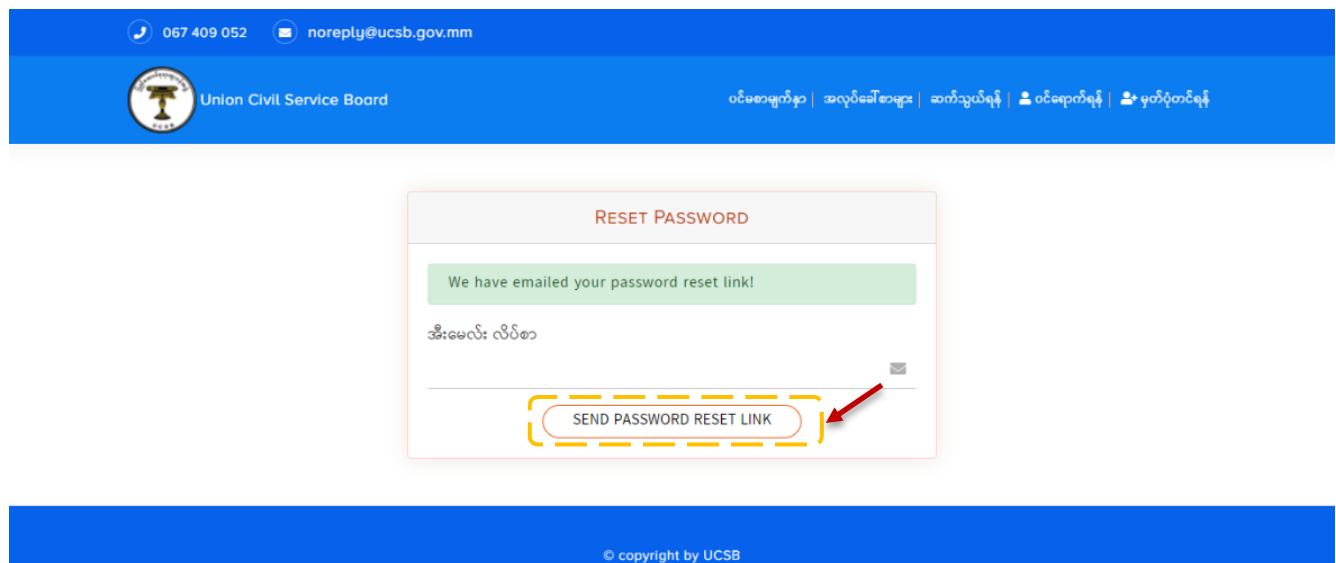 067 409 052 noreply@ucsb.gov.mm
UCSB
Union Civil Service Board
ပင်မစာမျက်နှာ | အလုပ်ခေါ်စာများ | ဆက်သွယ်ရန် | ဝင်ရောက်ရန် | မှတ်ပုံတင်ရန်
RESET PASSWORD
We have emailed your password reset link!
အီးမေလ်း လိပ်စာ
SEND PASSWORD RESET LINK
© copyright by UCSB